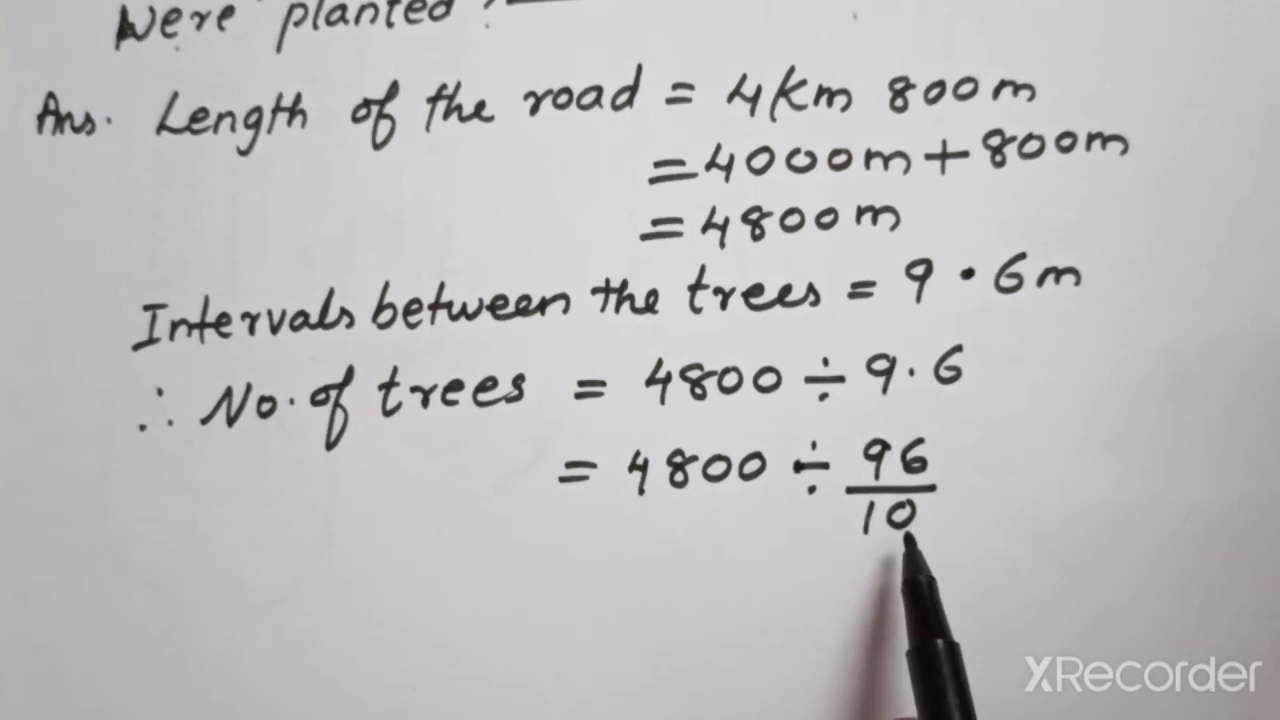 Were planted?
Ans. Length of the road = 4Km 800m
= 4000m + 800m
= 4800m
Intervals between the trees = 9.6m
∴ No. of trees = 4800 ÷ 9.6
= 4800 ÷ 96/10
XRecorder